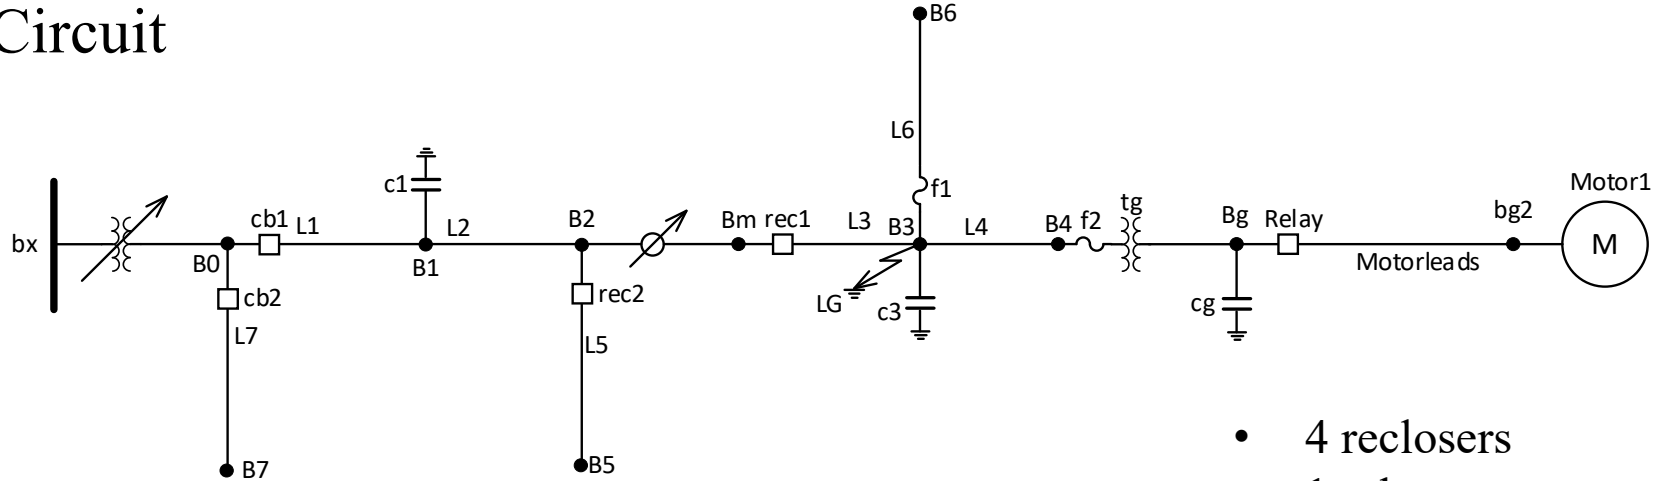 Circuit
B6
L6
f1
c1
cb1
L1
L2
B2
Bm
rec1
L3
B3
L4
B4
f2
tg
Bg
Relay
bg2
Motor1
bx
B0
B1
M
Motorleads
cb2
rec2
LG
c3
cg
L7
L5
B7
B5
• 4 reclosers